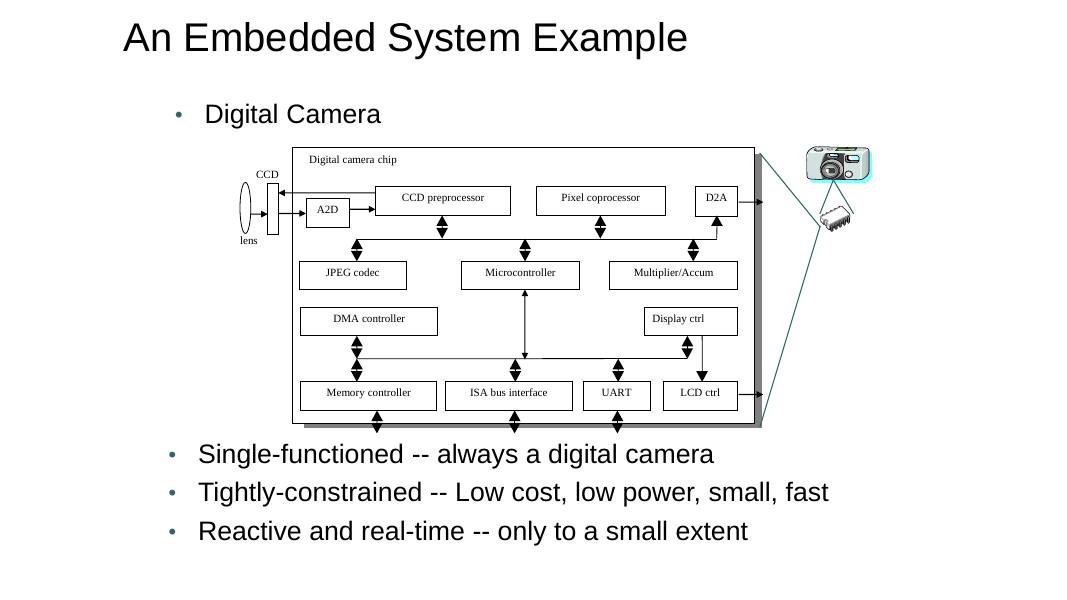 An Embedded System Example
• Digital Camera
Digital camera chip
CCD
CCD preprocessor
Pixel coprocessor
D2A
A2D
lens
JPEG codec
Microcontroller
Multiplier/Accum
DMA controller
Display ctrl
Memory controller
ISA bus interface
UART
LCD ctrl
• Single-functioned -- always a digital camera
• Tightly-constrained -- Low cost, low power, small, fast
• Reactive and real-time -- only to a small extent